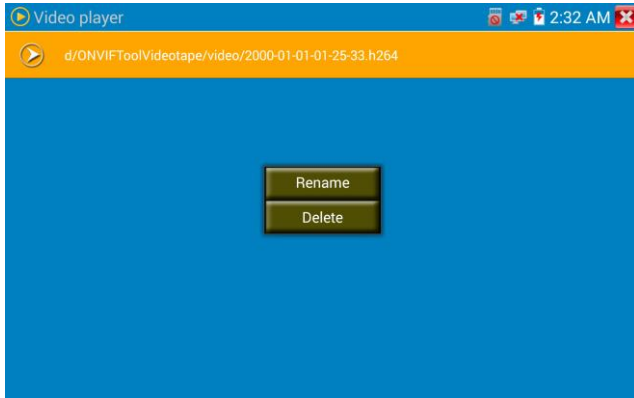 Video player
2:32 AM
d/ONVIFToolVideotape/video/2000-01-01-01-25-33.h264
Rename
Delete